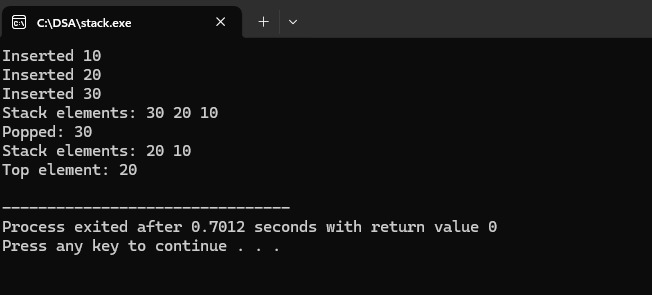 C:\DSA\stack.exe
Inserted 10
Inserted 20
Inserted 30
Stack elements: 30 20 10
Popped: 30
Stack elements: 20 10
Top element: 20
--------------------------------
Process exited after 0.7012 seconds with return value 0
Press any key to continue . . .